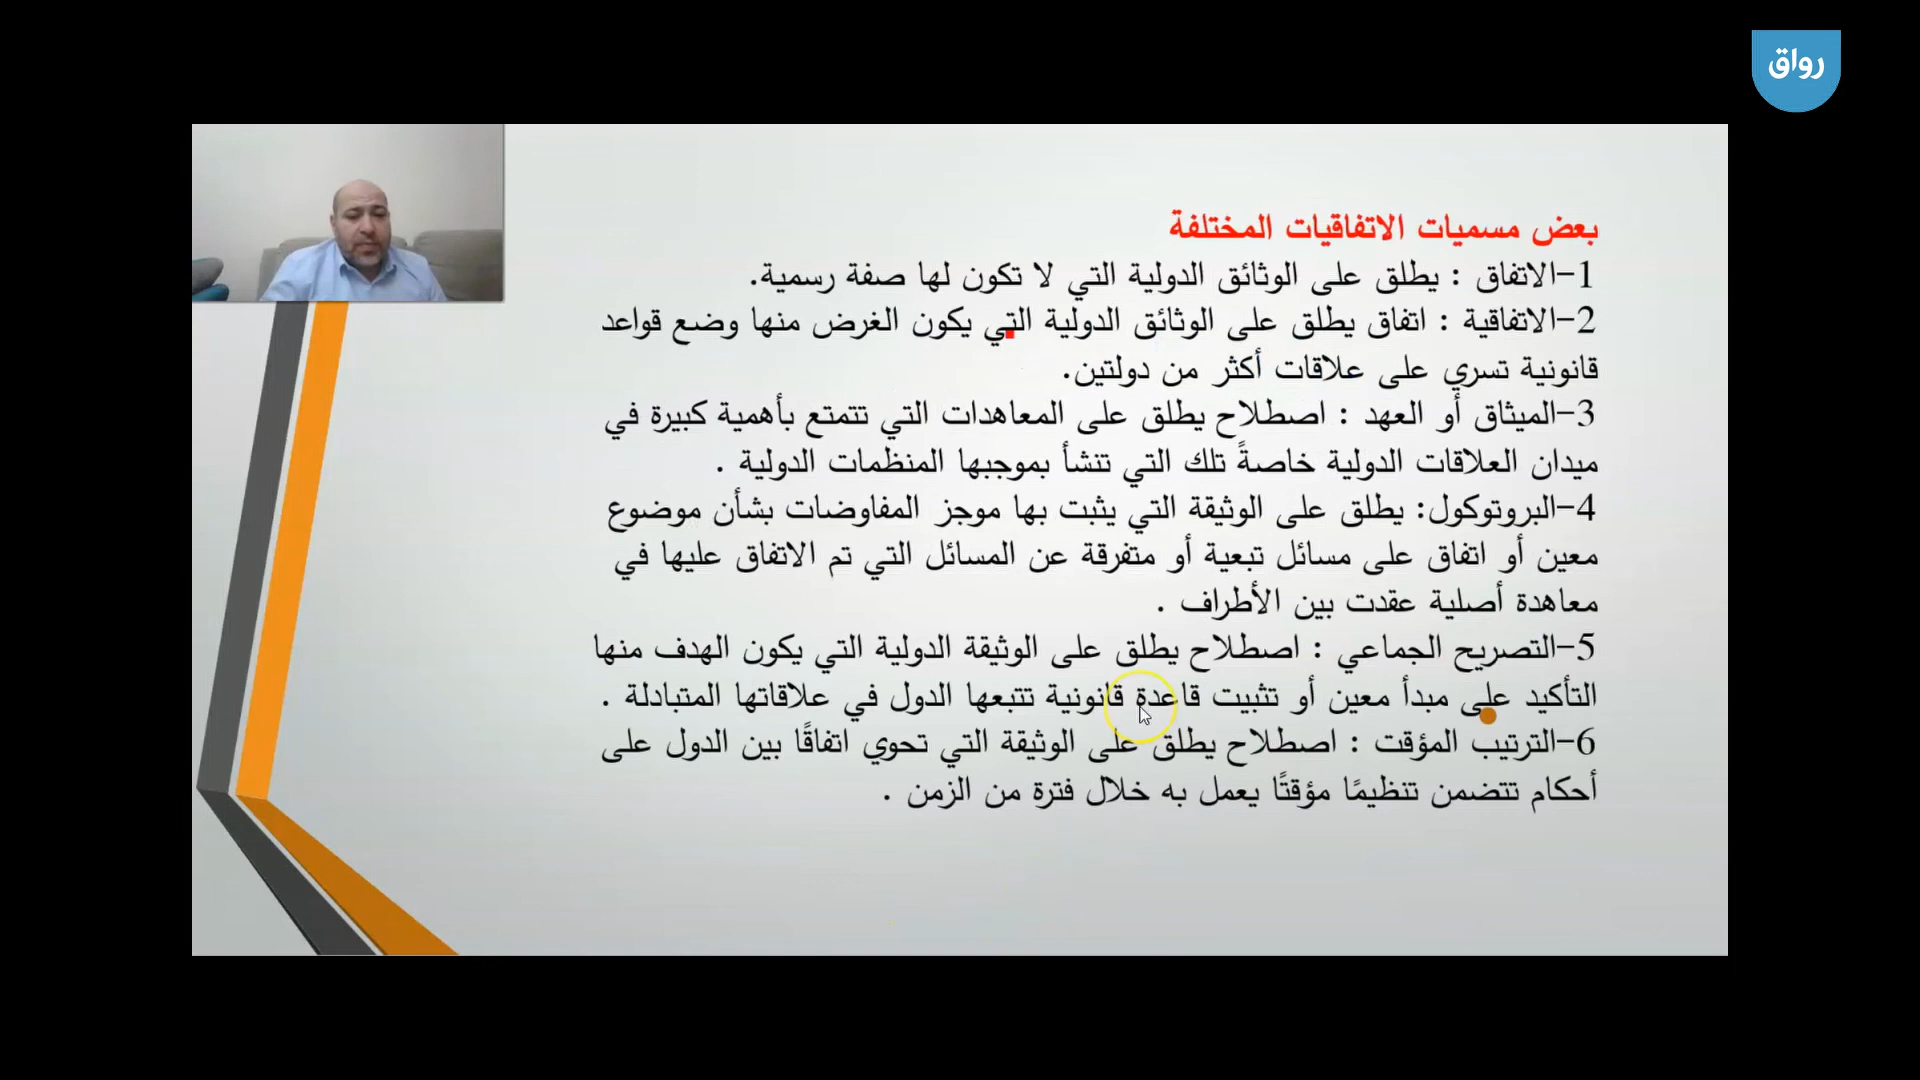 رواق
بعض مسميات الاتفاقيات المختلفة
1-الاتفاق : يطلق على الوثائق الدولية التي لا تكون لها صفة رسمية.
2-الاتفاقية : اتفاق يطلق على الوثائق الدولية التي يكون الغرض منها وضع قواعد
قانونية تسري على علاقات أكثر من دولتين.
3-الميثاق أو العهد : اصطلاح يطلق على المعاهدات التي تتمتع بأهمية كبيرة في
ميدان العلاقات الدولية خاصةً تلك التي تنشأ بموجبها المنظمات الدولية .
4-البروتوكول: يطلق على الوثيقة التي يثبت بها موجز المفاوضات بشأن موضوع
معين أو اتفاق على مسائل تبعية أو متفرقة عن المسائل التي تم الاتفاق عليها في
معاهدة أصلية عقدت بين الأطراف .
5-التصريح الجماعي : اصطلاح يطلق على الوثيقة الدولية التي يكون الهدف منها
التأكيد على مبدأ معين أو تثبيت قاعدة قانونية تتبعها الدول في علاقاتها المتبادلة .
6-الترتيب المؤقت : اصطلاح يطلق على الوثيقة التي تحوي اتفاقًا بين الدول على
أحكام تتضمن تنظيمًا مؤقتًا يعمل به خلال فترة من الزمن .